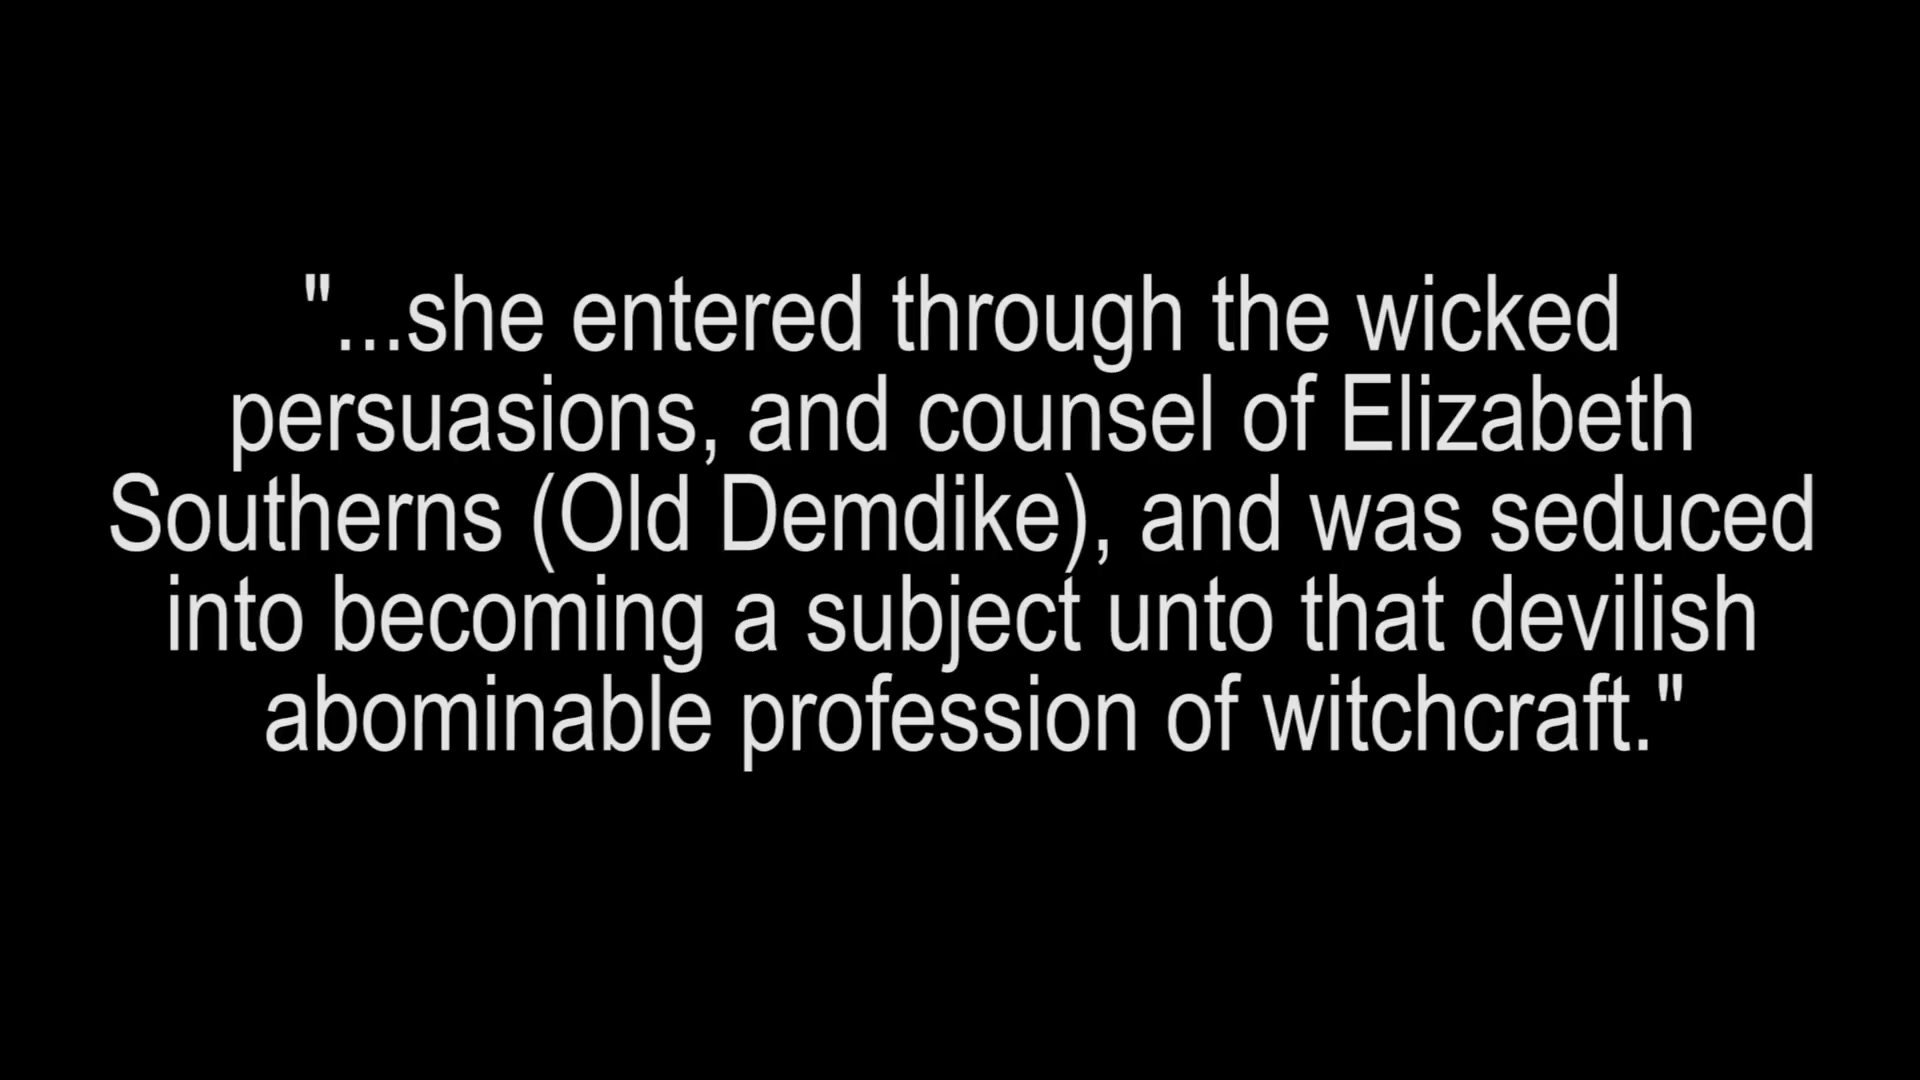 "...she entered through the wicked
persuasions, and counsel of Elizabeth
Southerns (Old Demdike), and was seduced
into becoming a subject unto that devilish
abominable profession of witchcraft."